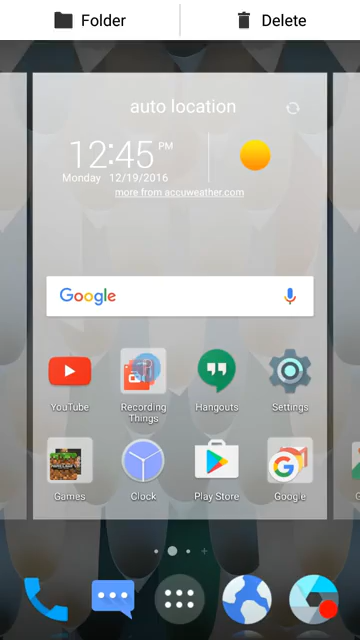 Folder
Delete
auto location
12:45 PM
Monday 12/19/2016
more from accuweather.com
Google
YouTube
Recording Things
Hangouts
Settings
Games
Clock
Play Store
Google